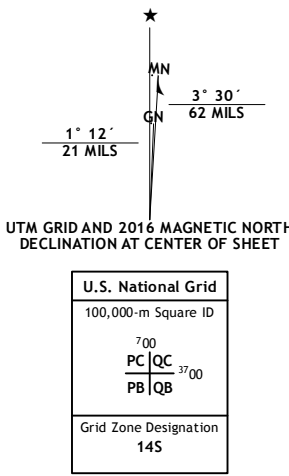 MN
3° 30´
62 MILS
GN
1° 12´
21 MILS
UTM GRID AND 2016 MAGNETIC NORTH
DECLINATION AT CENTER OF SHEET
U.S. National Grid
100,000-m Square ID
700
PC QC
3700
PB QB
Grid Zone Designation
14S